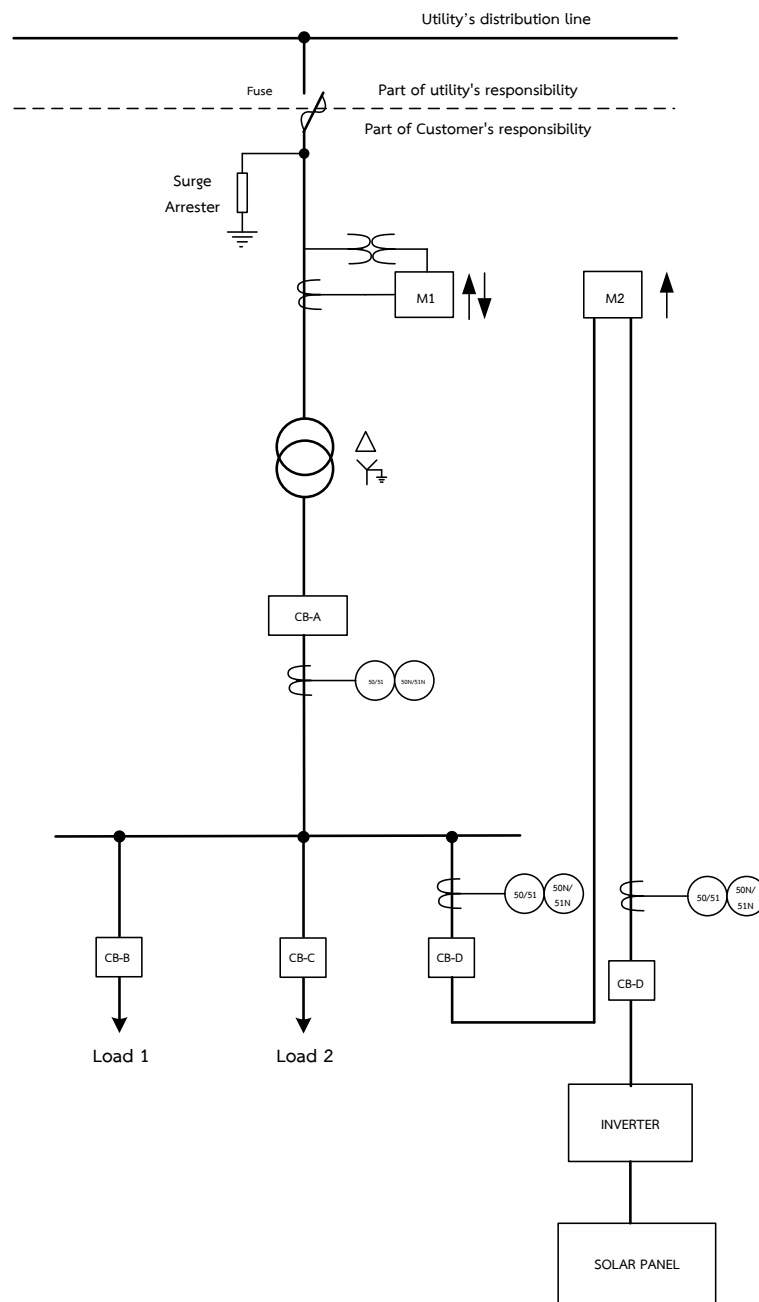 Utility's distribution line
Fuse
Part of utility's responsibility
Part of Customer's responsibility
Surge
Arrester
M1
M2
CB-A
50/51
50N/51N
50/51
50N/
51N
50/51
50N/
51N
CB-B
CB-C
CB-D
CB-D
Load 1
Load 2
INVERTER
SOLAR PANEL